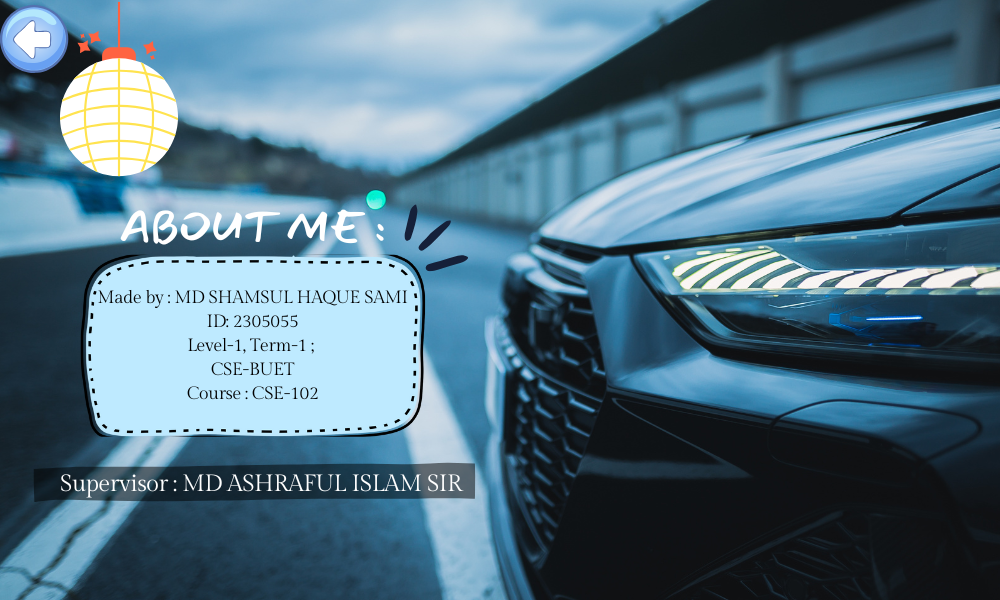 ABOUT ME :
Made by : MD SHAMSUL HAQUE SAMI
ID: 2305055
Level-1, Term-1 ;
CSE-BUET
Course : CSE-102
Supervisor : MD ASHRAFUL ISLAM SIR